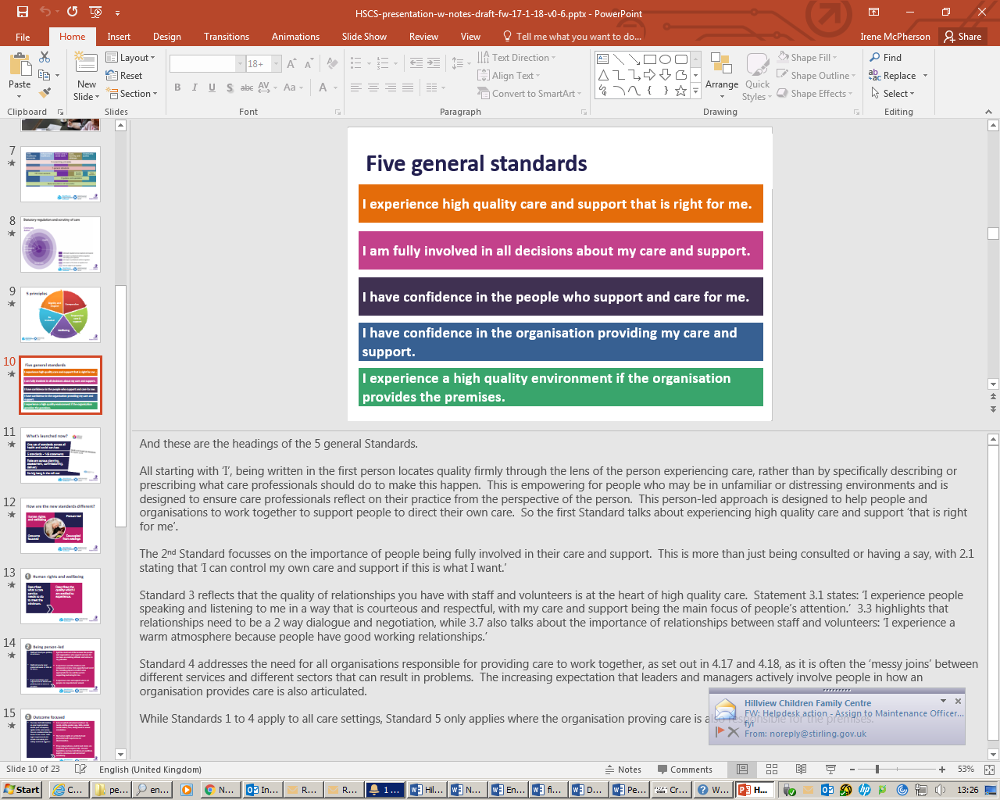 HSCS-presentation-w-notes-draft-fw-17-1-18-v0-6.pptx - PowerPoint
File Home Insert Design Transitions Animations Slide Show Review View Tell me what you want to do... Irene McPherson Share
Paste
New Slide
Layout
Reset
Section
18+
B I U S abc AV Aa A
Text Direction
Align Text
Convert to SmartArt
Arrange
Quick Styles
Shape Fill
Shape Outline
Shape Effects
Find
Replace
Select
Clipboard Slides Font Paragraph Drawing Editing
7
8
Statutory regulation and scrutiny of care
9
5 principles
10
Five general standards
11
What's launched now?
12
How are the new standards different?
13
1 Human rights and wellbeing
14
2 Being person-led
15
3 Outcome focused
Five general standards
I experience high quality care and support that is right for me.
I am fully involved in all decisions about my care and support.
I have confidence in the people who support and care for me.
I have confidence in the organisation providing my care and
support.
I experience a high quality environment if the organisation
provides the premises.
And these are the headings of the 5 general Standards.
All starting with 'I', being written in the first person locates quality firmly through the lens of the person experiencing care, rather than by specifically describing or
prescribing what care professionals should do to make this happen.  This is empowering for people who may be in unfamiliar or distressing environments and is
designed to ensure care professionals reflect on their practice from the perspective of the person.  This person-led approach is designed to help people and
organisations to work together to support people to direct their own care.  So the first Standard talks about experiencing high quality care and support 'that is right
for me'.
The 2nd Standard focusses on the importance of people being fully involved in their care and support.  This is more than just being consulted or having a say, with 2.1
stating that 'I can control my own care and support if this is what I want.'
Standard 3 reflects that the quality of relationships you have with staff and volunteers is at the heart of high quality care.  Statement 3.1 states: 'I experience people
speaking and listening to me in a way that is courteous and respectful, with my care and support being the main focus of people's attention.'  3.3 highlights that
relationships need to be a 2 way dialogue and negotiation, while 3.7 also talks about the importance of relationships between staff and volunteers: 'I experience a
warm atmosphere because people have good working relationships.'
Standard 4 addresses the need for all organisations responsible for providing care to work together, as set out in 4.17 and 4.18, as it is often the 'messy joins' between
different services and different sectors that can result in problems.  The increasing expectation that leaders and managers actively involve people in how an
organisation provides care is also articulated.
While Standards 1 to 4 apply to all care settings, Standard 5 only applies where the organisation proving care is also responsible for the premises.
Hillview Children Family Centre
FW: Helpdesk action - Assign to Maintenance Officer...
fyi
From: noreply@stirling.gov.uk
Slide 10 of 23 English (United Kingdom) Notes Comments 53%
Start C... pe... en... N... In... R... R... 1 ... Hil... N... En... fi... D... Pe... Cr... W... H... 13:26